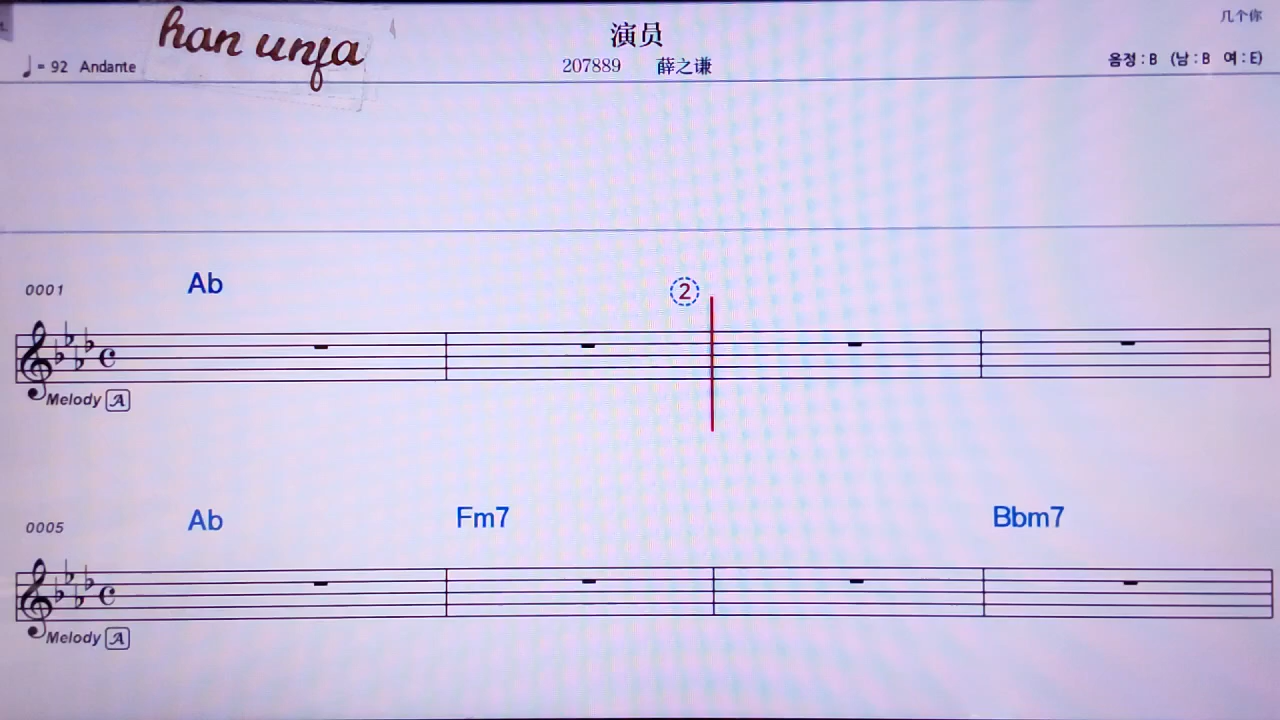 几个你
han unfa
演员
♩ = 92 Andante
207889 薛之谦
음정 : B (남 : B 여 : E)
0001 Ab ②
Melody A
0005 Ab Fm7 Bbm7
Melody A